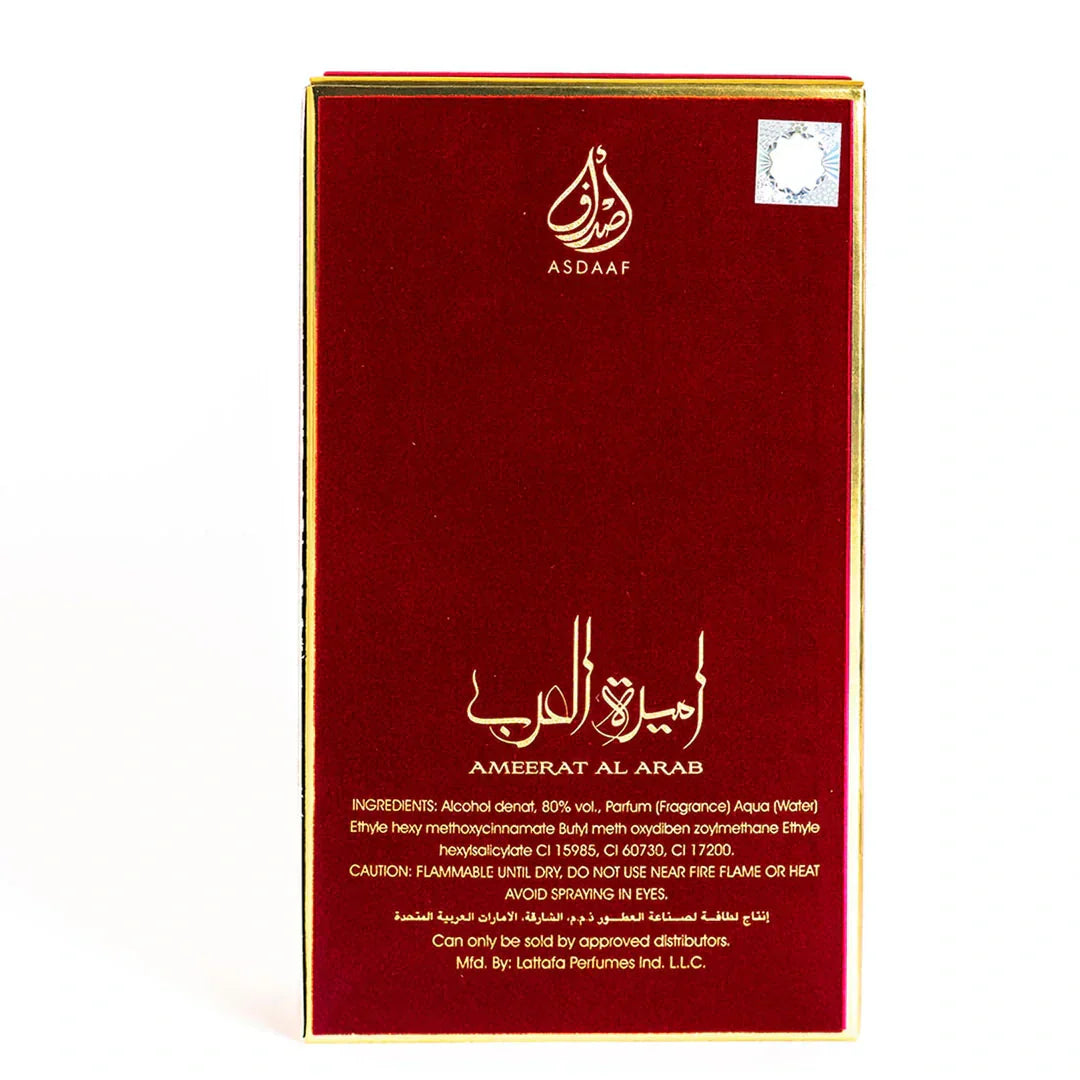 أصداف
ASDAAF
اميرة العرب
AMEERAT AL ARAB
INGREDIENTS: Alcohol denat, 80% vol., Parfum (Fragrance) Aqua (Water)
Ethyle hexy methoxycinnamate Butyl meth oxydiben zoylmethane Ethyle
hexylsalicylate CI 15985, CI 60730, CI 17200.
CAUTION: FLAMMABLE UNTIL DRY, DO NOT USE NEAR FIRE FLAME OR HEAT
AVOID SPRAYING IN EYES.
إنتاج لطافة لصناعة العطور ذ.م.م، الشارقة، الامارات العربية المتحدة
Can only be sold by approved distributors.
Mfd. By: Lattafa Perfumes Ind. L.L.C.